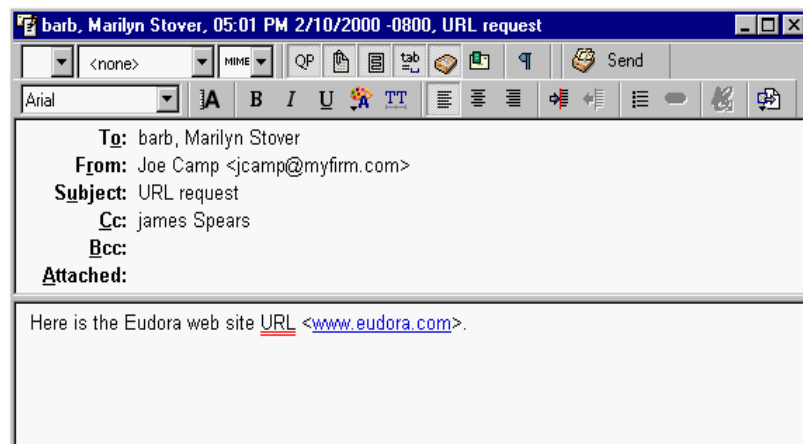 barb, Marilyn Stover, 05:01 PM 2/10/2000 -0800, URL request
<none> MIME QP tab ¶ Send
Arial A B I U A TT
To: barb, Marilyn Stover
From: Joe Camp <jcamp@myfirm.com>
Subject: URL request
Cc: james Spears
Bcc:
Attached:
Here is the Eudora web site URL <www.eudora.com>.